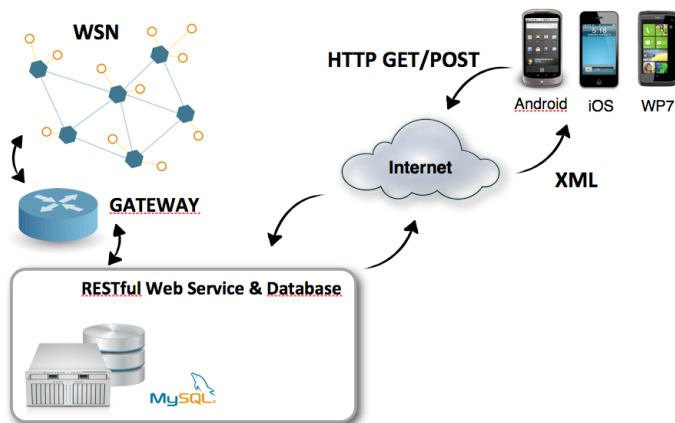 WSN
HTTP GET/POST
Android
iOS
WP7
Internet
XML
GATEWAY
RESTful Web Service & Database
MySQL